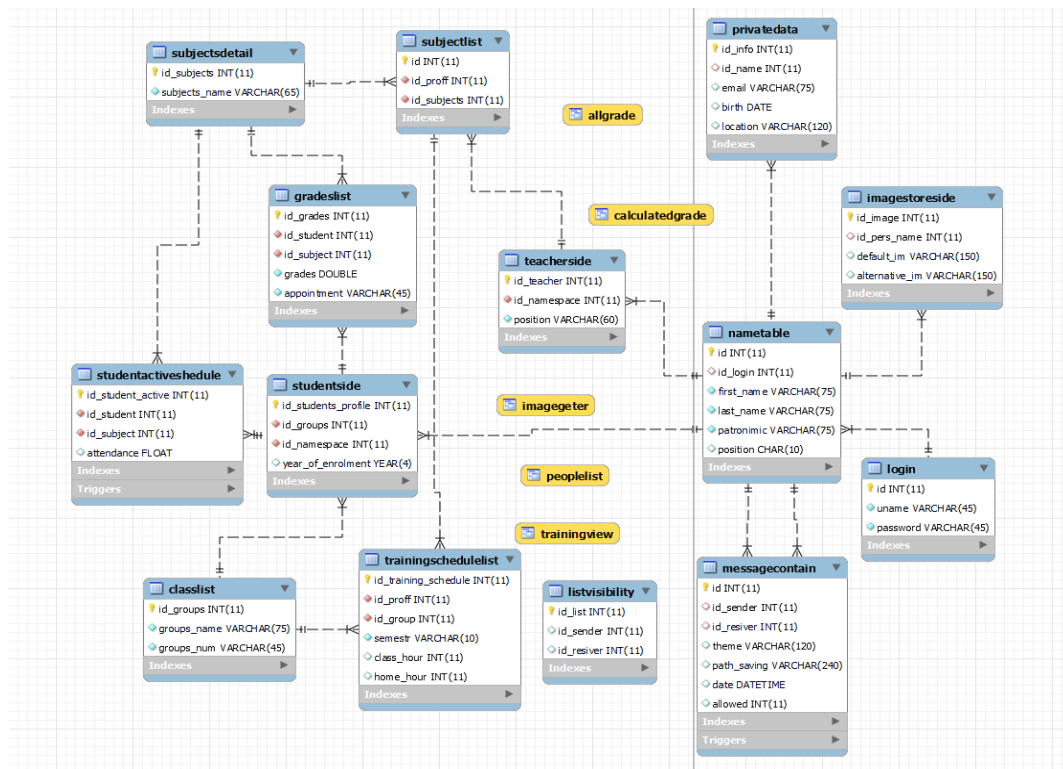 subjectsdetail
id_subjects INT(11)
subjects_name VARCHAR(65)
Indexes
subjectlist
id INT(11)
id_proff INT(11)
id_subjects INT(11)
Indexes
privatedata
id_info INT(11)
id_name INT(11)
email VARCHAR(75)
birth DATE
location VARCHAR(120)
Indexes
allgrade
gradeslist
id_grades INT(11)
id_student INT(11)
id_subject INT(11)
grades DOUBLE
appointment VARCHAR(45)
Indexes
calculatedgrade
imagestoreside
id_image INT(11)
id_pers_name INT(11)
default_im VARCHAR(150)
alternative_im VARCHAR(150)
Indexes
teacherside
id_teacher INT(11)
id_namespace INT(11)
position VARCHAR(60)
Indexes
nametable
id INT(11)
id_login INT(11)
first_name VARCHAR(75)
last_name VARCHAR(75)
patronimic VARCHAR(75)
position CHAR(10)
Indexes
studentactiveshedule
id_student_active INT(11)
id_student INT(11)
id_subject INT(11)
attendance FLOAT
Indexes
Triggers
studentside
id_students_profile INT(11)
id_groups INT(11)
id_namespace INT(11)
year_of_enrolment YEAR(4)
Indexes
imagegeter
peoplelist
login
id INT(11)
uname VARCHAR(45)
password VARCHAR(45)
Indexes
trainingview
classlist
id_groups INT(11)
groups_name VARCHAR(75)
groups_num VARCHAR(45)
Indexes
trainingschedulelist
id_training_schedule INT(11)
id_proff INT(11)
id_group INT(11)
semestr VARCHAR(10)
class_hour INT(11)
home_hour INT(11)
Indexes
listvisibility
id_list INT(11)
id_sender INT(11)
id_resiver INT(11)
Indexes
messagecontain
id INT(11)
id_sender INT(11)
id_resiver INT(11)
theme VARCHAR(120)
path_saving VARCHAR(240)
date DATETIME
allowed INT(11)
Indexes
Triggers